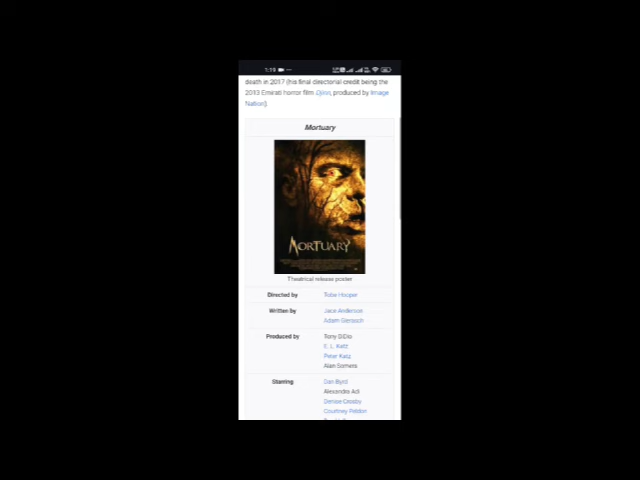 1:19
death in 2017 (his final directorial credit being the
2013 Emirati horror film Djinn, produced by Image
Nation).
Mortuary
MORTUARY
Theatrical release poster
Directed by
Tobe Hooper
Written by
Jace Anderson
Adam Gierasch
Produced by
Tony DiDio
E. L. Katz
Peter Katz
Alan Somers
Starring
Dan Byrd
Alexandra Adi
Denise Crosby
Courtney Peldon